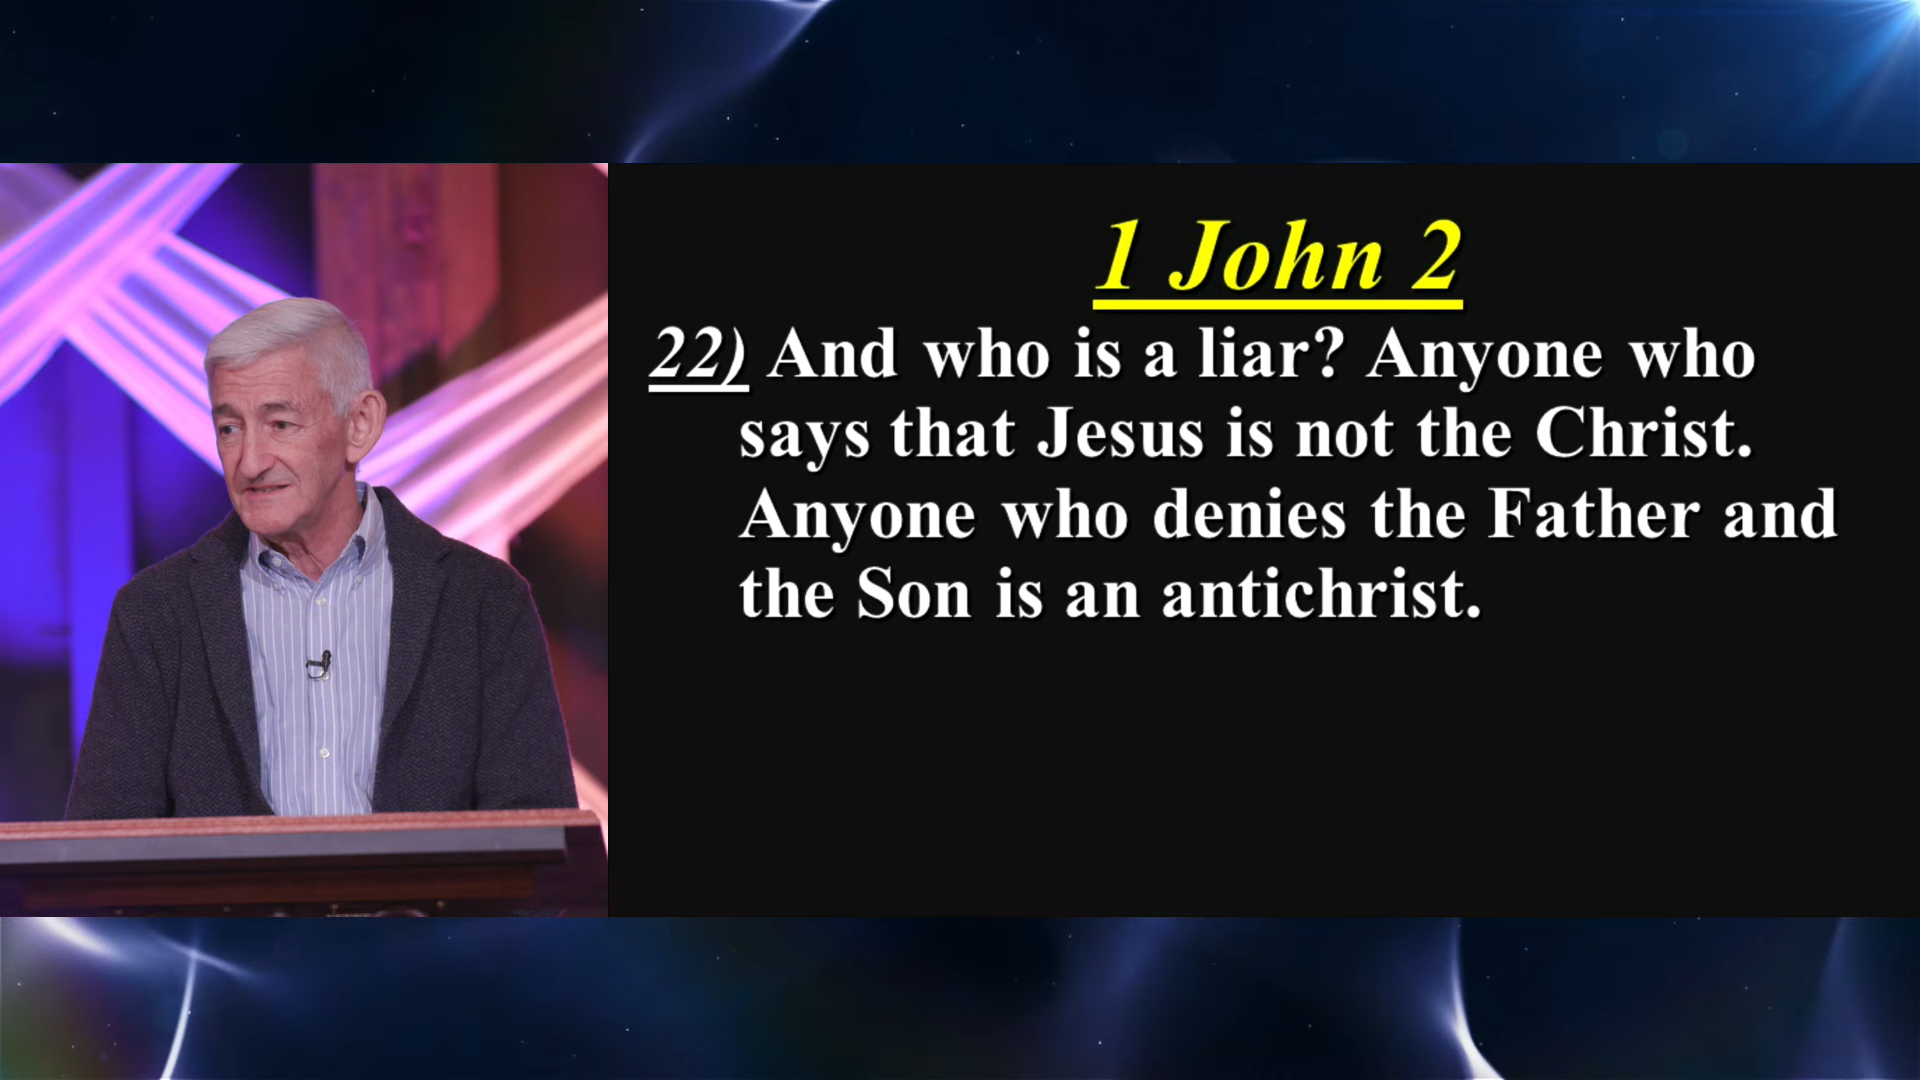 1 John 2
22) And who is a liar? Anyone who
says that Jesus is not the Christ.
Anyone who denies the Father and
the Son is an antichrist.